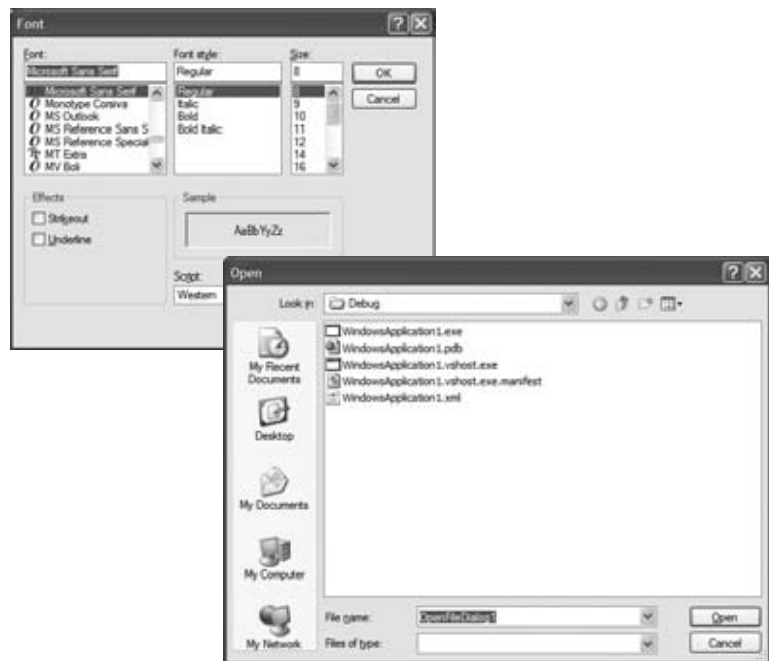 Font
Font:
Microsoft Sans Serif
Microsoft Sans Serif
Monotype Corsiva
MS Outlook
MS Reference Sans S
MS Reference Special
MT Extra
MV Boli
Font style:
Regular
Regular
Italic
Bold
Bold Italic
Size:
8
8
9
10
11
12
14
16
OK
Cancel
Effects
Strikeout
Underline
Sample
AaBbYyZz
Script:
Western
Open
Look in:
Debug
My Recent
Documents
Desktop
My Documents
My Computer
My Network
WindowsApplication1.exe
WindowsApplication1.pdb
WindowsApplication1.vshost.exe
WindowsApplication1.vshost.exe.manifest
WindowsApplication1.xml
File name:
OpenFileDialog1
Open
Files of type:
Cancel